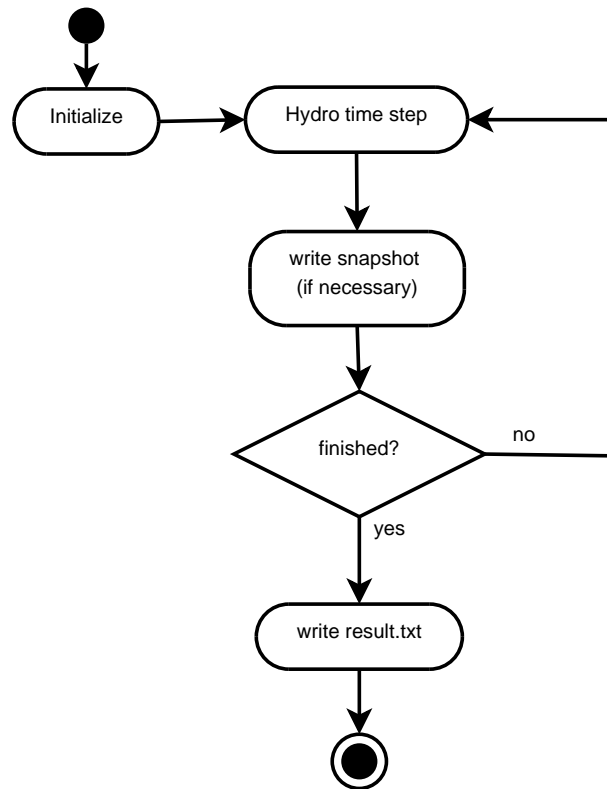 Initialize
Hydro time step
write snapshot
(if necessary)
finished?
no
yes
write result.txt